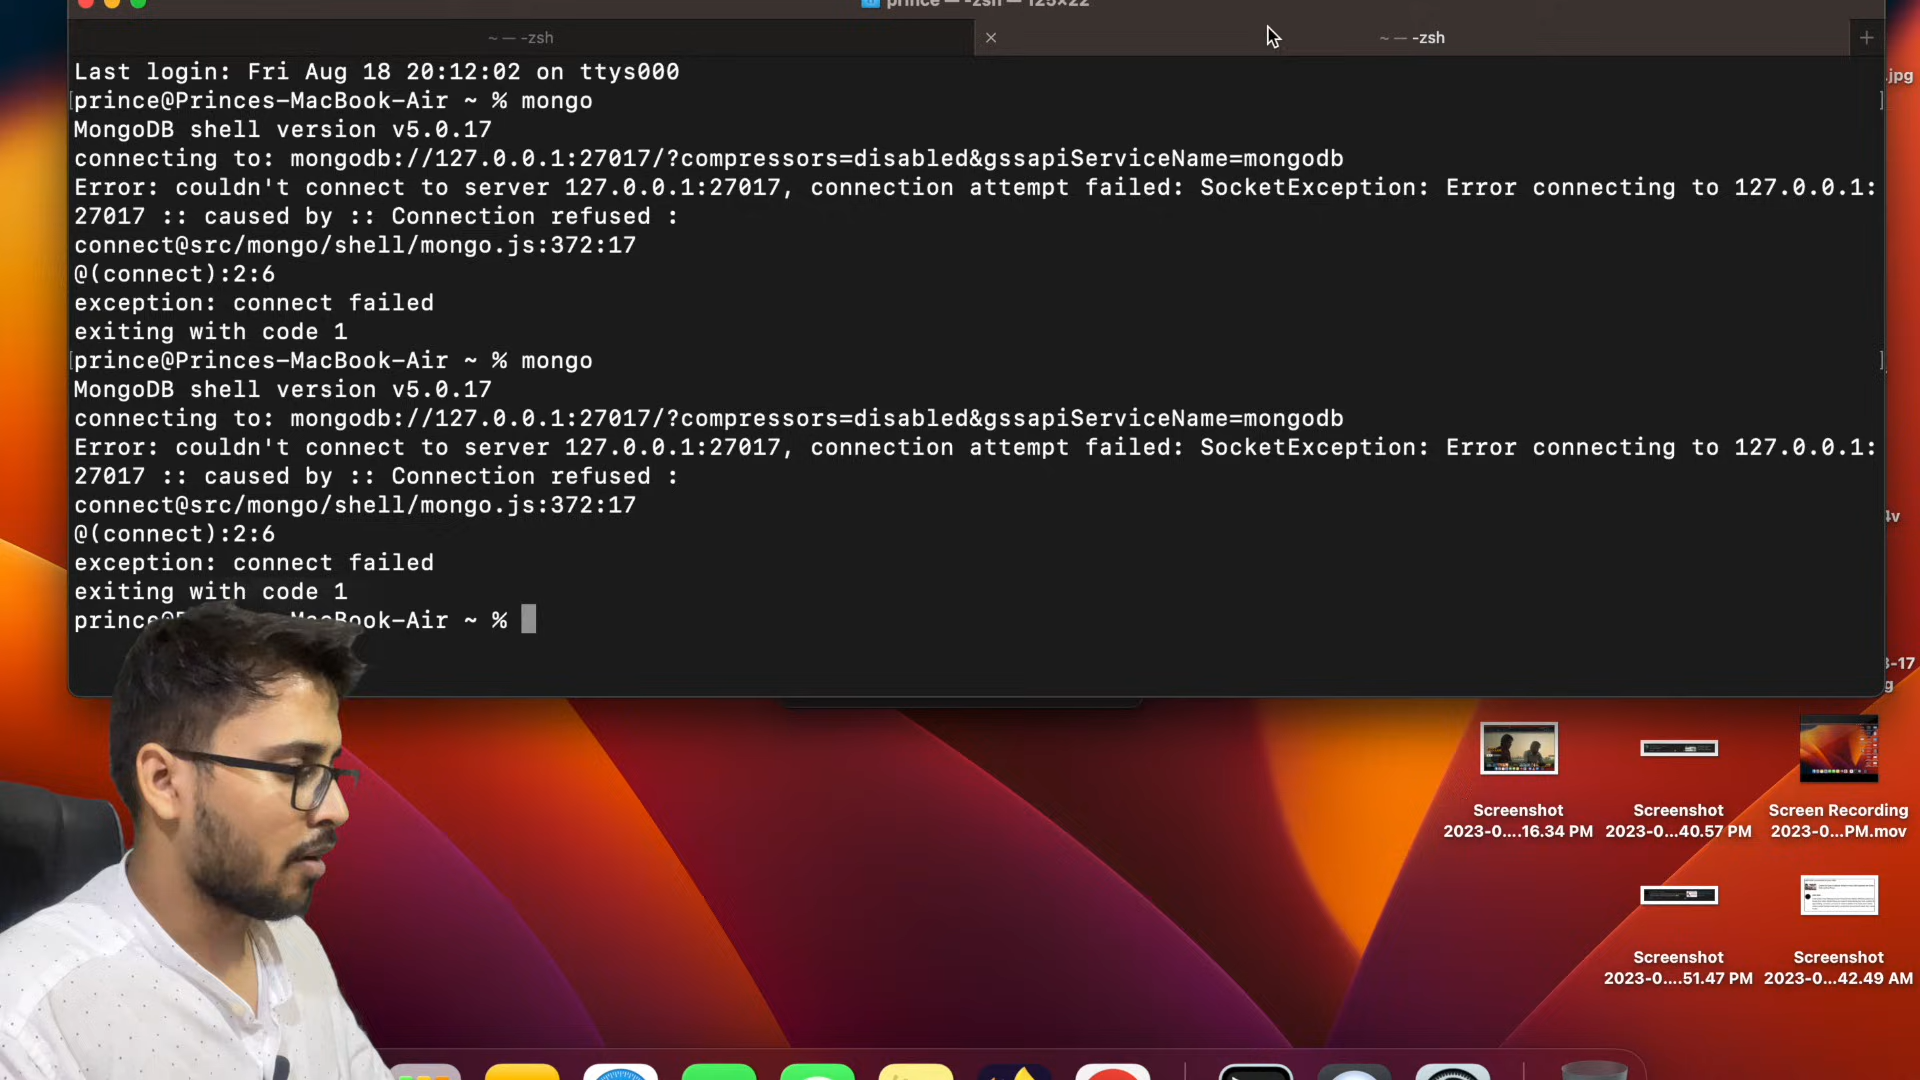 prince — -zsh — 125×22
~ — -zsh
~ — -zsh
Last login: Fri Aug 18 20:12:02 on ttys000
prince@Princes-MacBook-Air ~ % mongo
MongoDB shell version v5.0.17
connecting to: mongodb://127.0.0.1:27017/?compressors=disabled&gssapiServiceName=mongodb
Error: couldn't connect to server 127.0.0.1:27017, connection attempt failed: SocketException: Error connecting to 127.0.0.1:
27017 :: caused by :: Connection refused :
connect@src/mongo/shell/mongo.js:372:17
@(connect):2:6
exception: connect failed
exiting with code 1
prince@Princes-MacBook-Air ~ % mongo
MongoDB shell version v5.0.17
connecting to: mongodb://127.0.0.1:27017/?compressors=disabled&gssapiServiceName=mongodb
Error: couldn't connect to server 127.0.0.1:27017, connection attempt failed: SocketException: Error connecting to 127.0.0.1:
27017 :: caused by :: Connection refused :
connect@src/mongo/shell/mongo.js:372:17
@(connect):2:6
exception: connect failed
exiting with code 1
prince@ MacBook-Air ~ %
.jpg
4v
3-17
g
Screenshot
2023-0....16.34 PM
Screenshot
2023-0...40.57 PM
Screen Recording
2023-0...PM.mov
Screenshot
2023-0....51.47 PM
Screenshot
2023-0...42.49 AM